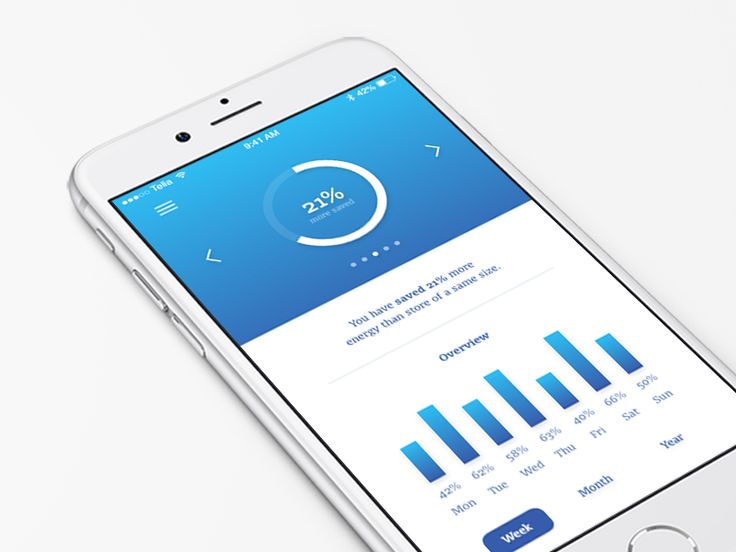 Telia 9:41 AM 42%
21%
more saved
You have saved 21% more
energy than store of a same size.
Overview
42% 62% 58% 63% 40% 66% 50%
Mon Tue Wed Thu Fri Sat Sun
Week Month Year